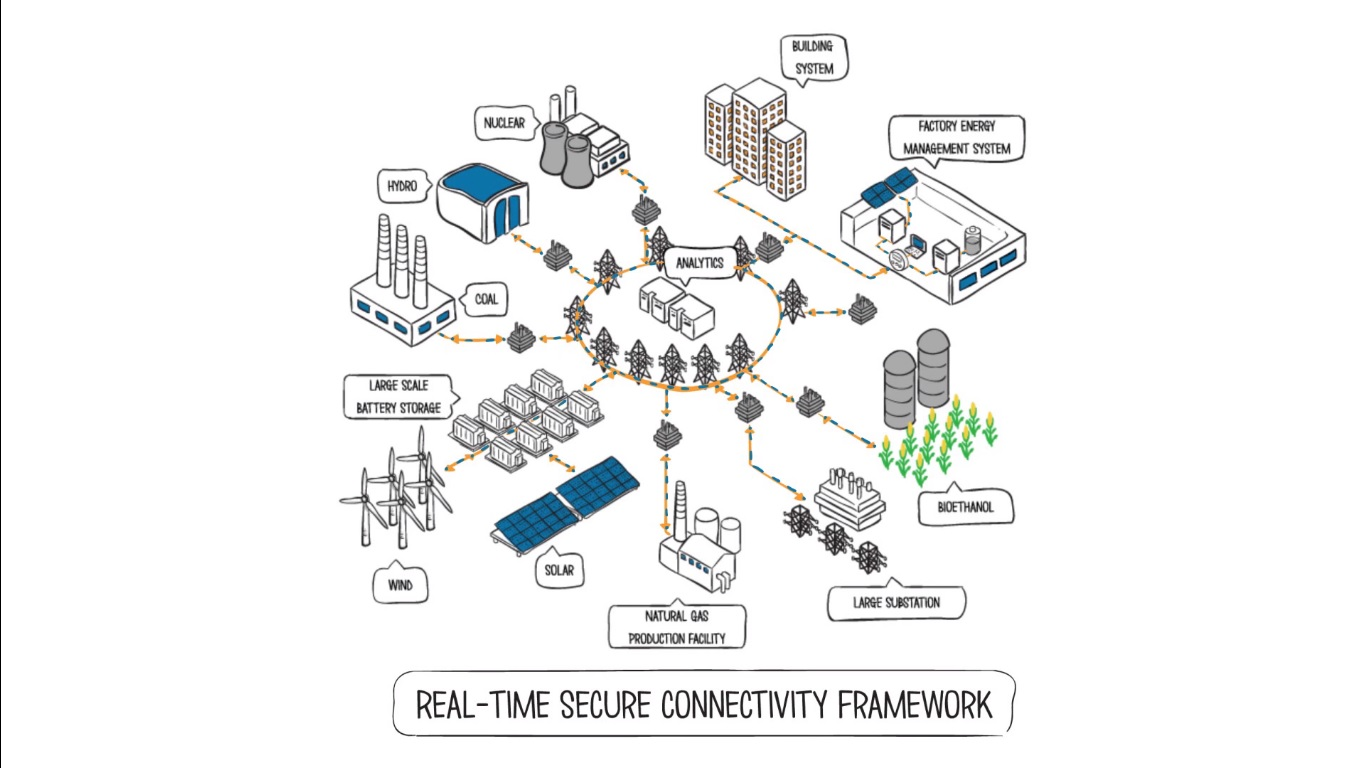 BUILDING
SYSTEM
NUCLEAR
FACTORY ENERGY
MANAGEMENT SYSTEM
HYDRO
ANALYTICS
COAL
LARGE SCALE
BATTERY STORAGE
BIOETHANOL
SOLAR
WIND
LARGE SUBSTATION
NATURAL GAS
PRODUCTION FACILITY
REAL-TIME SECURE CONNECTIVITY FRAMEWORK